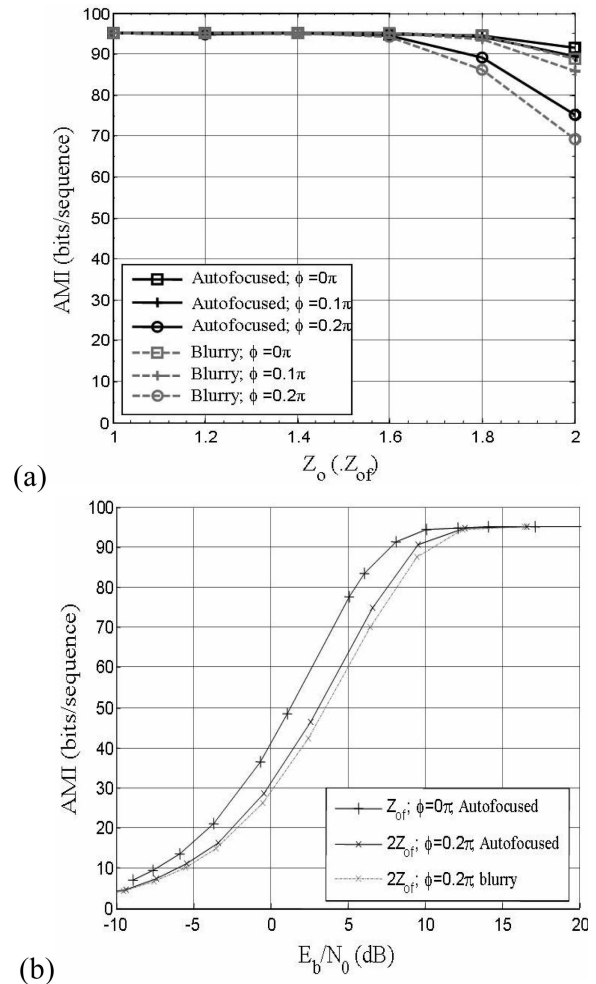 100
90
80
70
60
50
40
30
20
10
0
AMI (bits/sequence)
Autofocused; ϕ =0π
Autofocused; ϕ =0.1π
Autofocused; ϕ =0.2π
Blurry; ϕ =0π
Blurry; ϕ =0.1π
Blurry; ϕ =0.2π
1 1.2 1.4 1.6 1.8 2
Zo (.Zof)
(a)
100
90
80
70
60
50
40
30
20
10
0
AMI (bits/sequence)
Zof; ϕ=0π, Autofocused
2Zof; ϕ=0.2π, Autofocused
2Zof; ϕ=0.2π, blurry
-10 -5 0 5 10 15 20
Eb/N0 (dB)
(b)